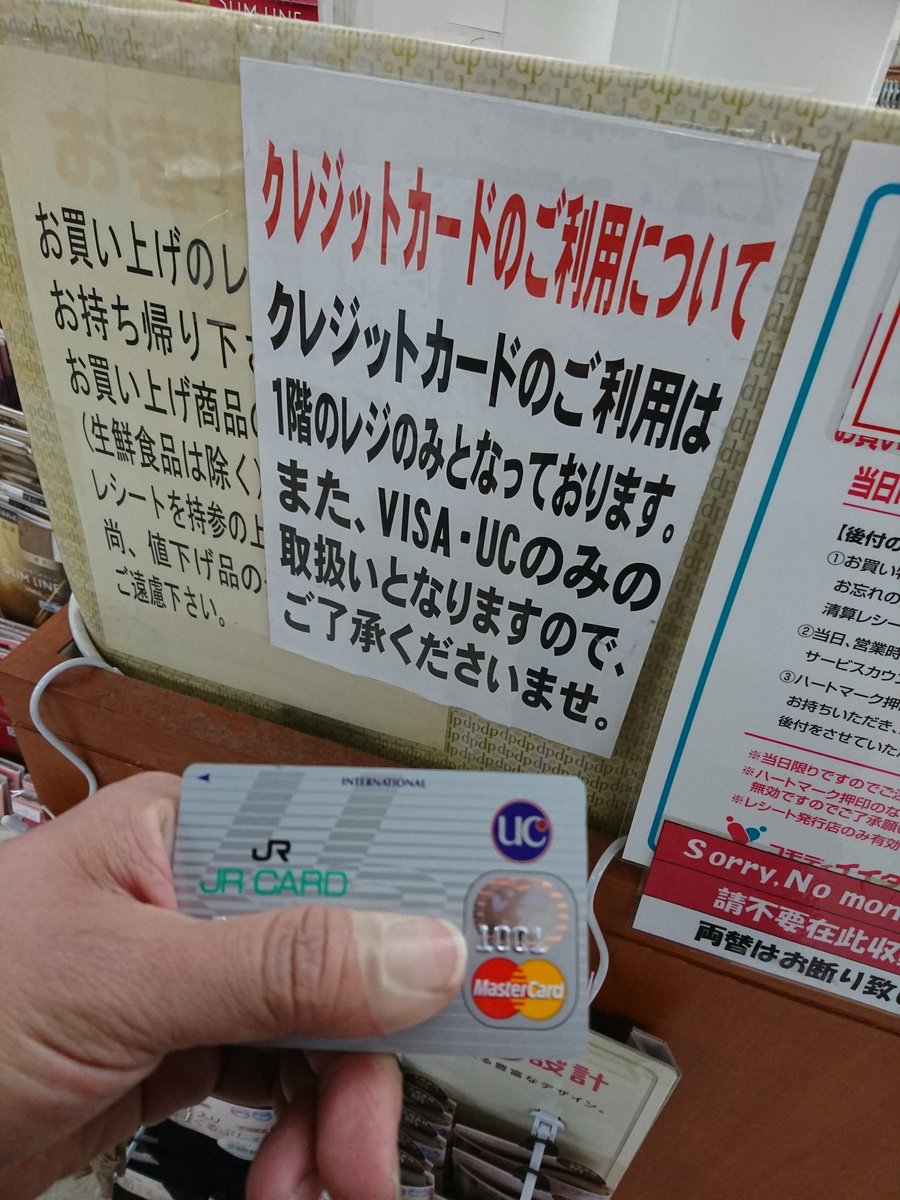 SLIM LINE
お買い上げのレ
お持ち帰り下
お買い上げ商品
(生鮮食品は除く)
レシートを持参の上
尚、値下げ品の
ご遠慮下さい。
クレジットカードのご利用について
クレジットカードのご利用は
1階のレジのみとなっております。
また、VISA・UCのみの
取扱いとなりますので、
ご了承くださいませ。
当日
【後付の
①お買い
お忘れの
清算レシー
②当日、営業時
サービスカウ
③ハートマーク押
お持ちいただき、
後付をさせていた
※当日限りですのでご
※ハートマーク押印のな
無効ですのでご了承願い
※レシート発行店のみ有効
Sorry,No mon
請不要在此収
両替はお断り致
SLIM LINE
INTERNATIONAL
UC
JR
JR CARD
1001
MasterCard
設計
デザイン。